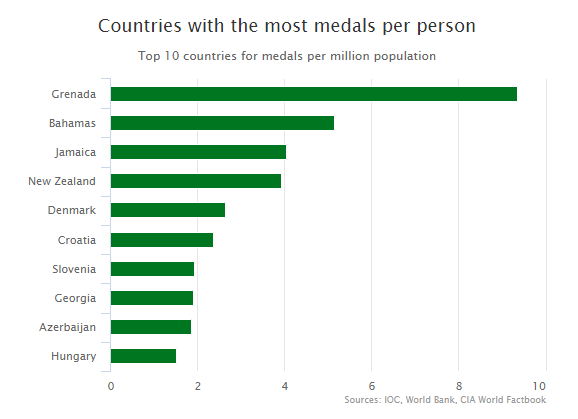 Countries with the most medals per person
Top 10 countries for medals per million population
Grenada
Bahamas
Jamaica
New Zealand
Denmark
Croatia
Slovenia
Georgia
Azerbaijan
Hungary
0 2 4 6 8 10
Sources: IOC, World Bank, CIA World Factbook